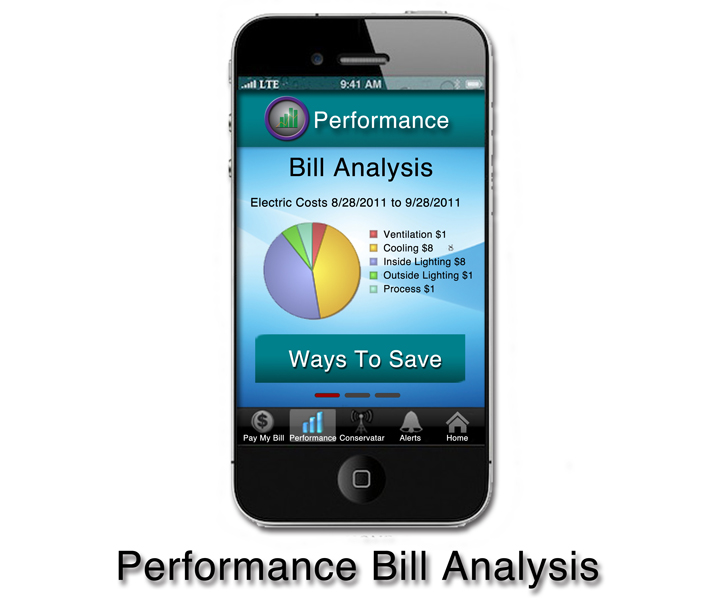 LTE 9:41 AM
Performance
Bill Analysis
Electric Costs 8/28/2011 to 9/28/2011
Ventilation $1
Cooling $8
Inside Lighting $8
Outside Lighting $1
Process $1
Ways To Save
Pay My Bill Performance Conservatar Alerts Home
Performance Bill Analysis